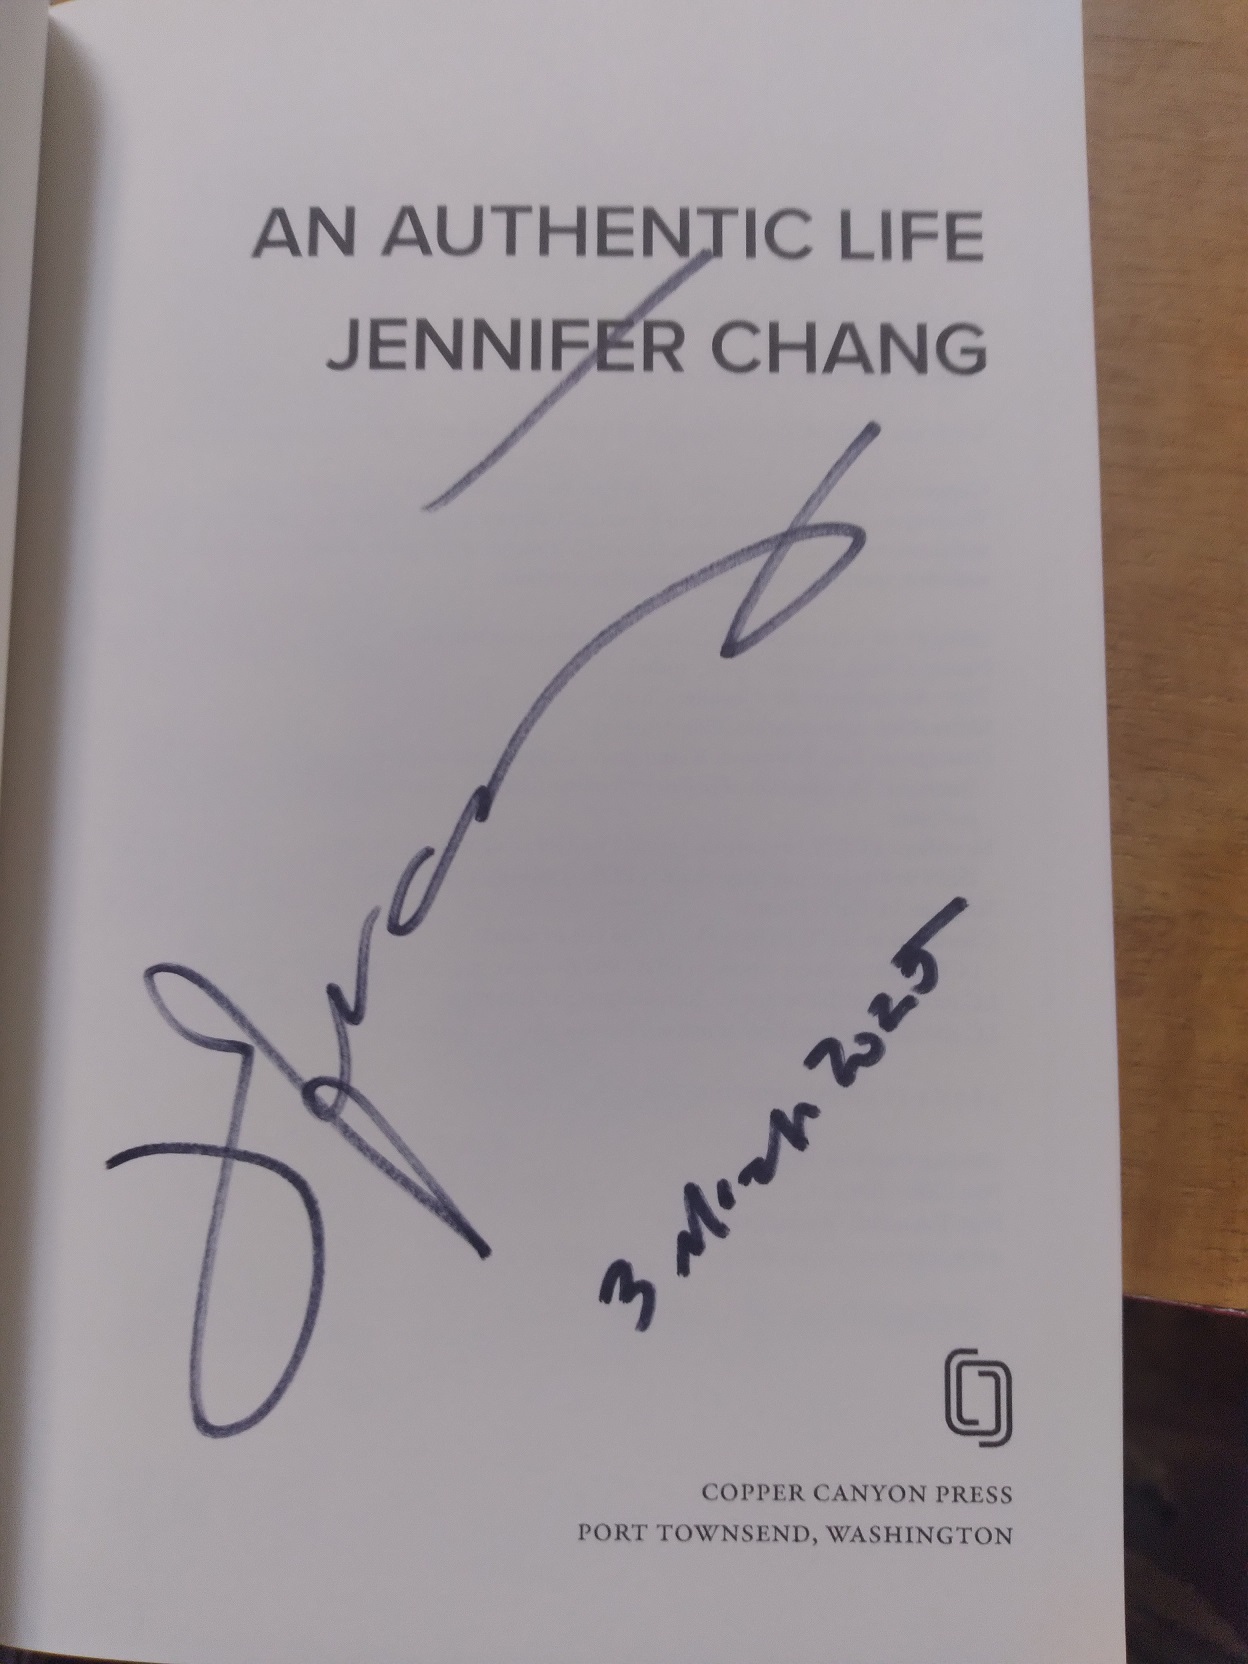 AN AUTHENTIC LIFE
JENNIFER CHANG
3 March 2025
COPPER CANYON PRESS
PORT TOWNSEND, WASHINGTON